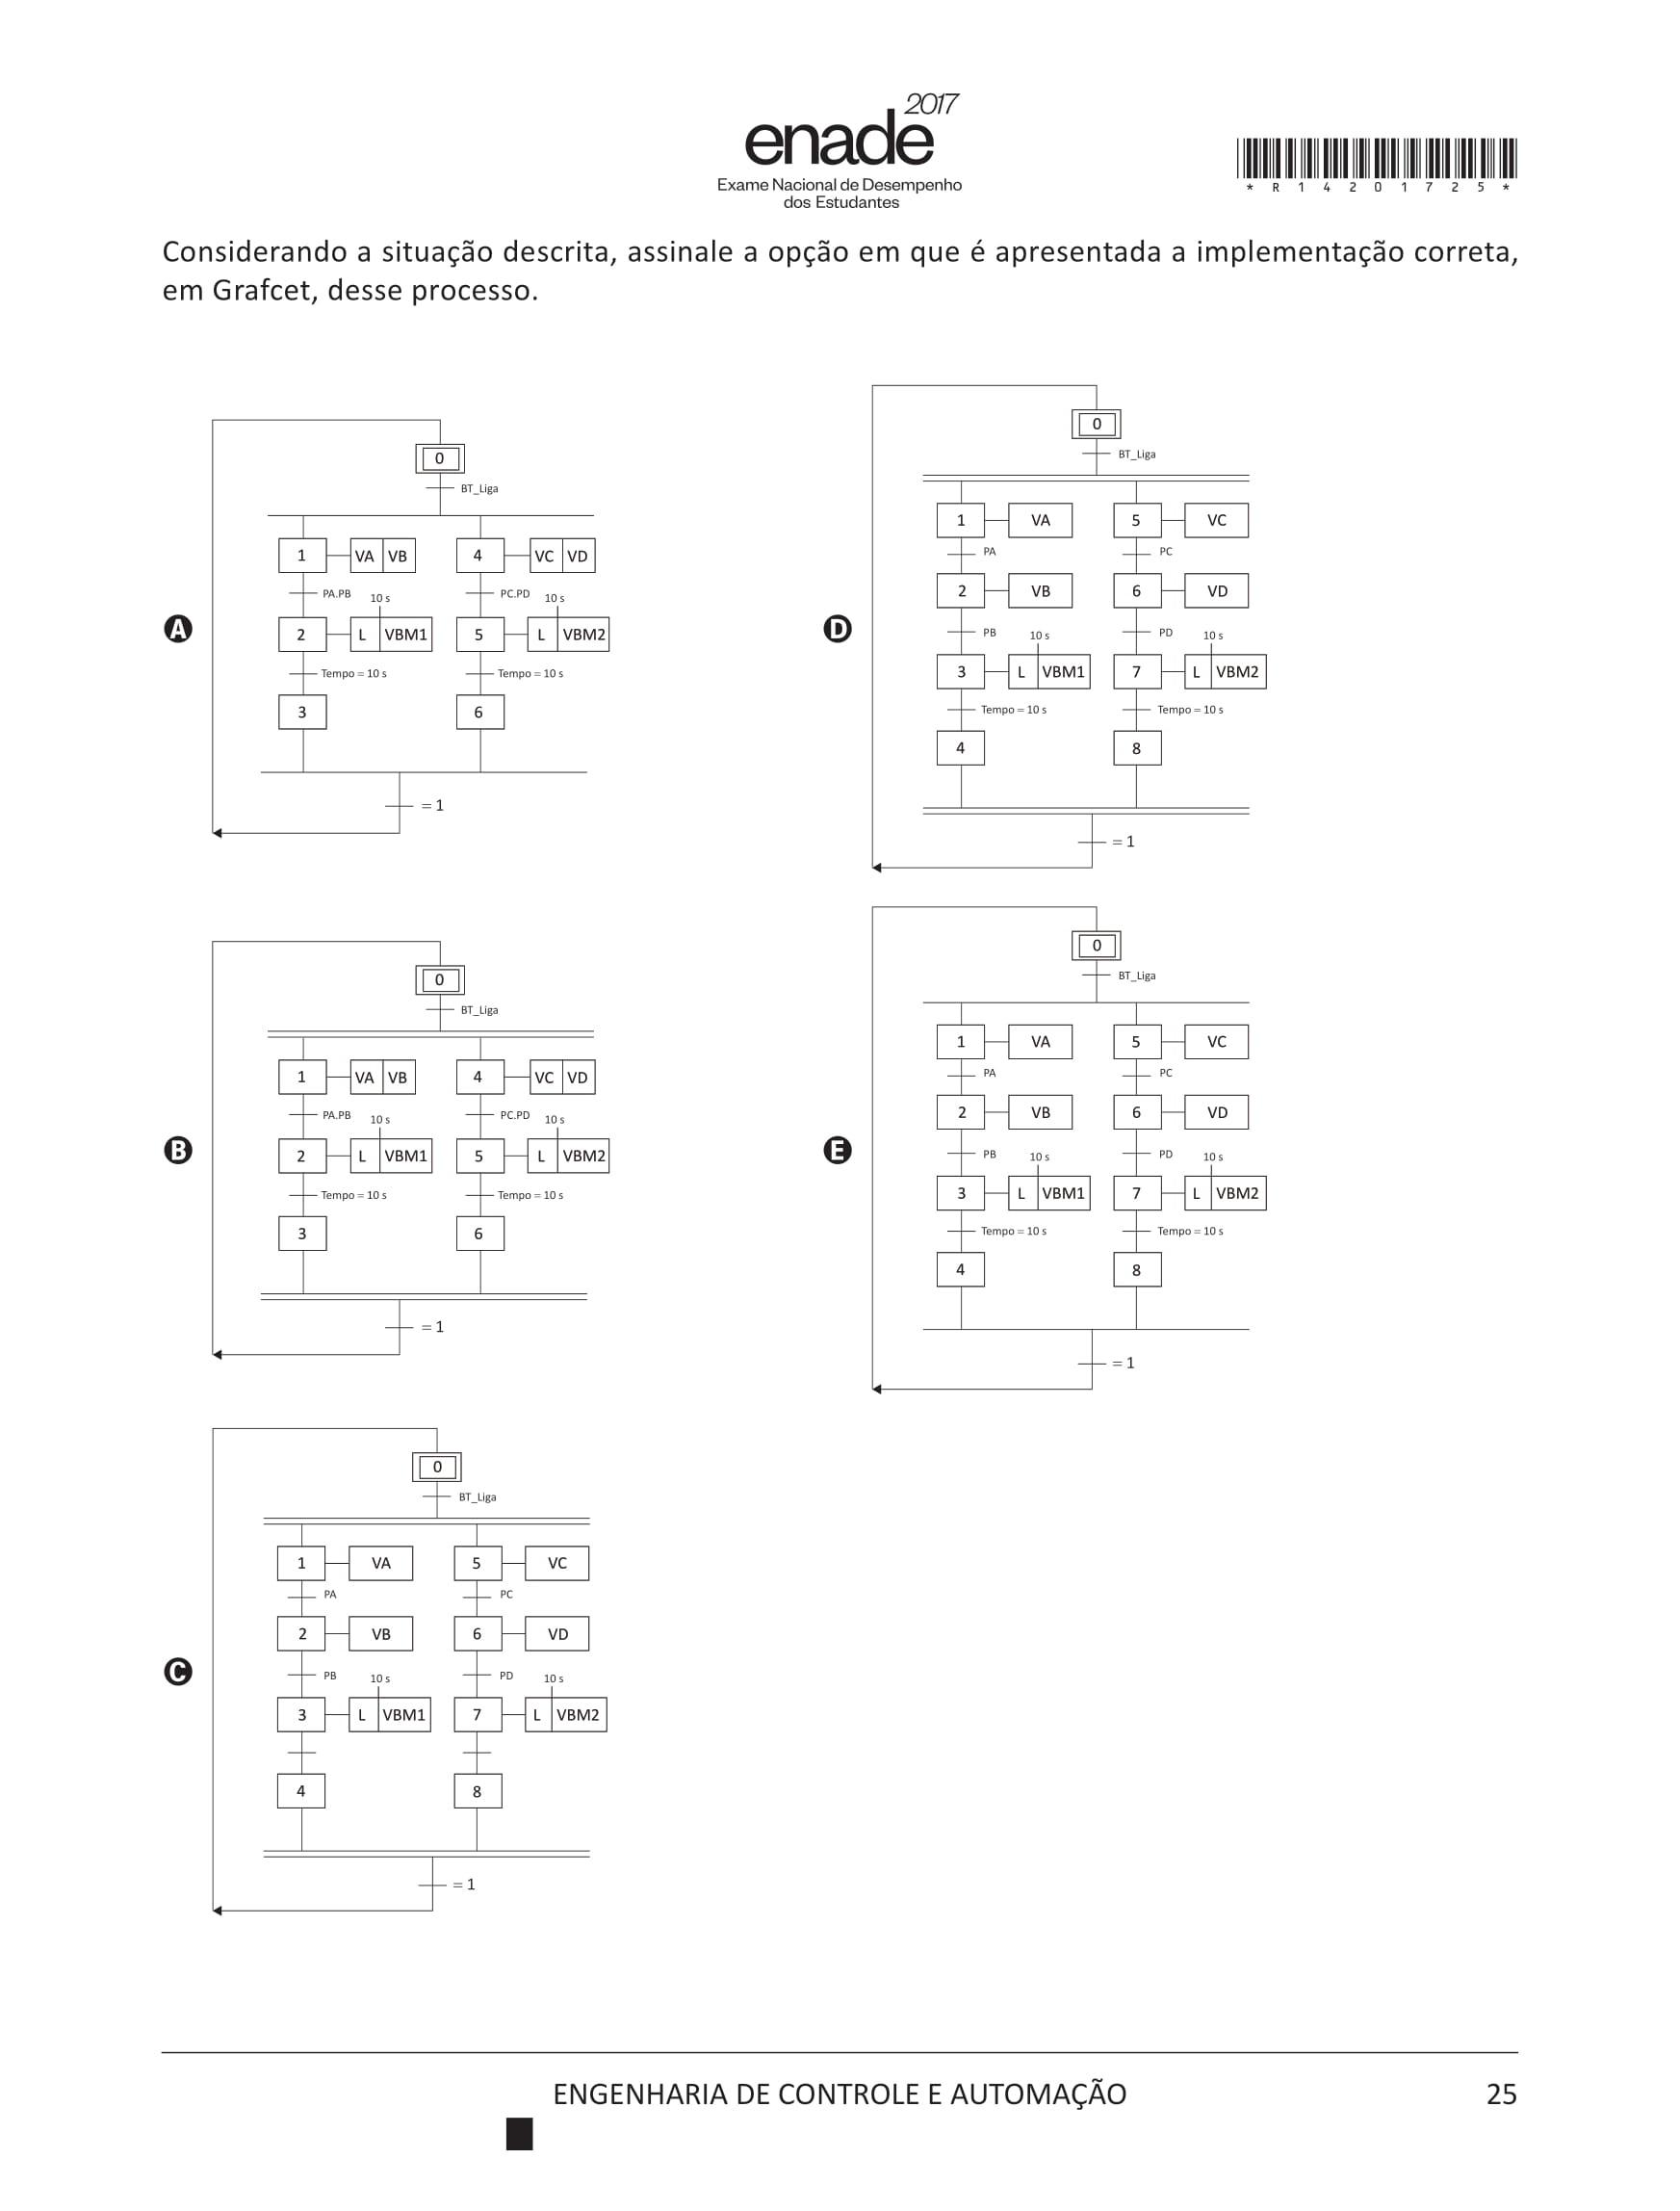 2017
enade
Exame Nacional de Desempenho
dos Estudantes
* R 1 4 2 0 1 7 2 5 *
Considerando a situação descrita, assinale a opção em que é apresentada a implementação correta,
em Grafcet, desse processo.
A
0
BT_Liga
1 VA VB 4 VC VD
PA.PB 10 s PC.PD 10 s
2 L VBM1 5 L VBM2
Tempo = 10 s Tempo = 10 s
3 6
= 1
B
0
BT_Liga
1 VA VB 4 VC VD
PA.PB 10 s PC.PD 10 s
2 L VBM1 5 L VBM2
Tempo = 10 s Tempo = 10 s
3 6
= 1
C
0
BT_Liga
1 VA 5 VC
PA PC
2 VB 6 VD
PB 10 s PD 10 s
3 L VBM1 7 L VBM2
4 8
= 1
D
0
BT_Liga
1 VA 5 VC
PA PC
2 VB 6 VD
PB 10 s PD 10 s
3 L VBM1 7 L VBM2
Tempo = 10 s Tempo = 10 s
4 8
= 1
E
0
BT_Liga
1 VA 5 VC
PA PC
2 VB 6 VD
PB 10 s PD 10 s
3 L VBM1 7 L VBM2
Tempo = 10 s Tempo = 10 s
4 8
= 1
ENGENHARIA DE CONTROLE E AUTOMAÇÃO 25